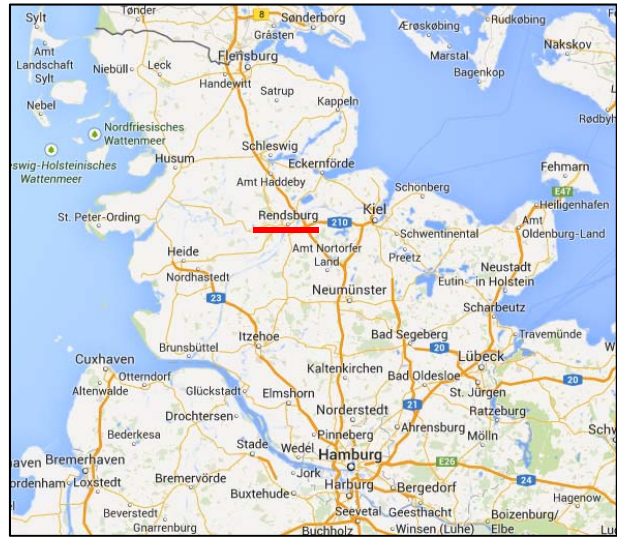 Sylt
Tønder
8
Sønderborg
Gråsten
Ærøskøbing
Rudkøbing
Amt
Landschaft
Sylt
Niebüll
Leck
Flensburg
Marstal
Nakskov
Bagenkop
Handewitt
Satrup
Nebel
Kappeln
Rødbyh
Nordfriesisches
Wattenmeer
Schleswig
swig-Holsteinisches
Wattenmeer
Husum
Eckernförde
Fehmarn
Amt Haddeby
Schönberg
E47
St. Peter-Ording
Rendsburg
210
Kiel
Heiligenhafen
Schwentinental
Amt
Oldenburg-Land
Heide
Amt Nortorfer
Land
Preetz
Nordhastedt
Eutin
Neustadt
in Holstein
23
Neumünster
Scharbeutz
Itzehoe
Bad Segeberg
Travemünde
Brunsbüttel
20
W
Cuxhaven
Lübeck
Otterndorf
Kaltenkirchen
Bad Oldesloe
20
Altenwalde
Glückstadt
Elmshorn
St. Jürgen
21
Drochtersen
Norderstedt
Ratzeburg
Bederkesa
Pinneberg
Ahrensburg
Mölln
Schw
Stade
Wedel
Hamburg
E26
aven
Bremerhaven
Bremervörde
Jork
Harburg
24
ordenham
Loxstedt
Buxtehude
Bergedorf
Hagenow
Beverstedt
Seevetal
Geesthacht
Boizenburg/
Elbe
Gnarrenburg
Buchholz
Winsen (Luhe)
Luc